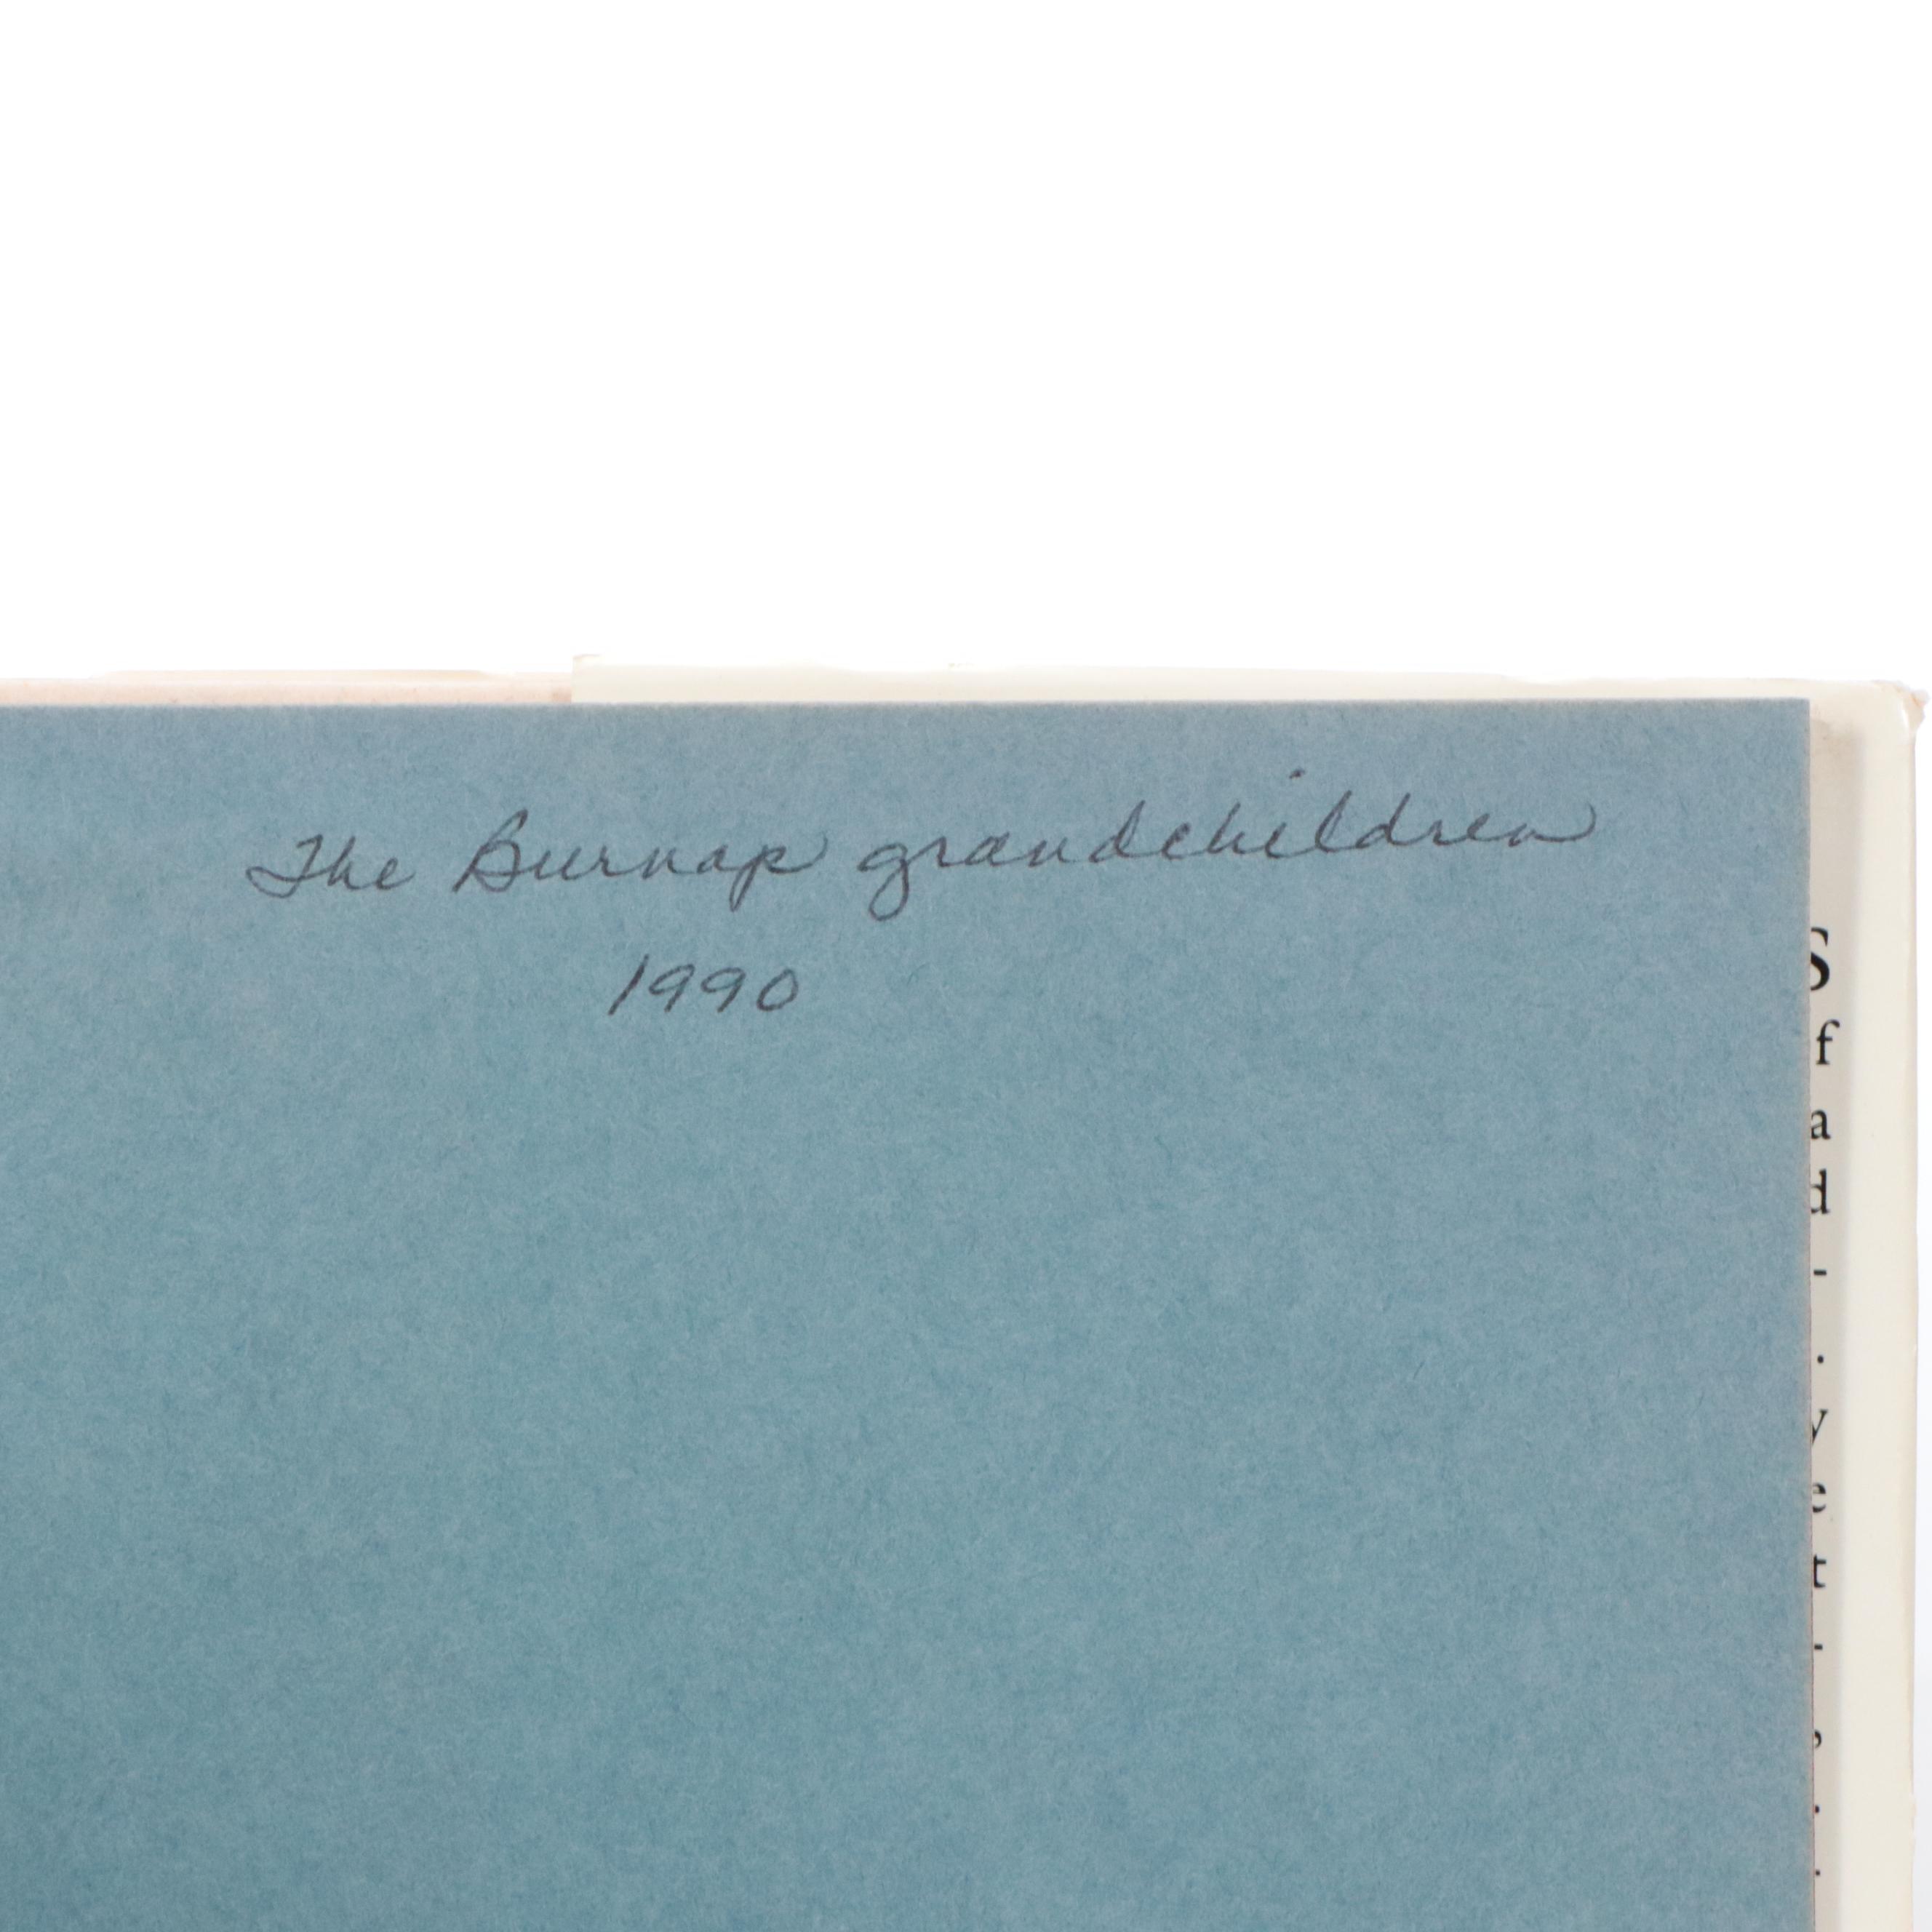 The Burnap grandchildren
1990
S
f
a
d
-
.
y
e
t
-